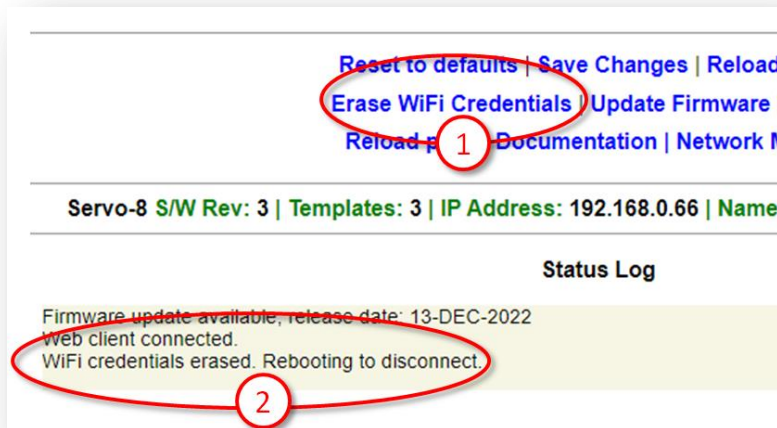 Reset to defaults | Save Changes | Reload
Erase WiFi Credentials | Update Firmware
Reload Documentation | Network
1
Servo-8 S/W Rev: 3 | Templates: 3 | IP Address: 192.168.0.66 | Name
Status Log
Firmware update available, release date: 13-DEC-2022
Web client connected.
WiFi credentials erased. Rebooting to disconnect.
2